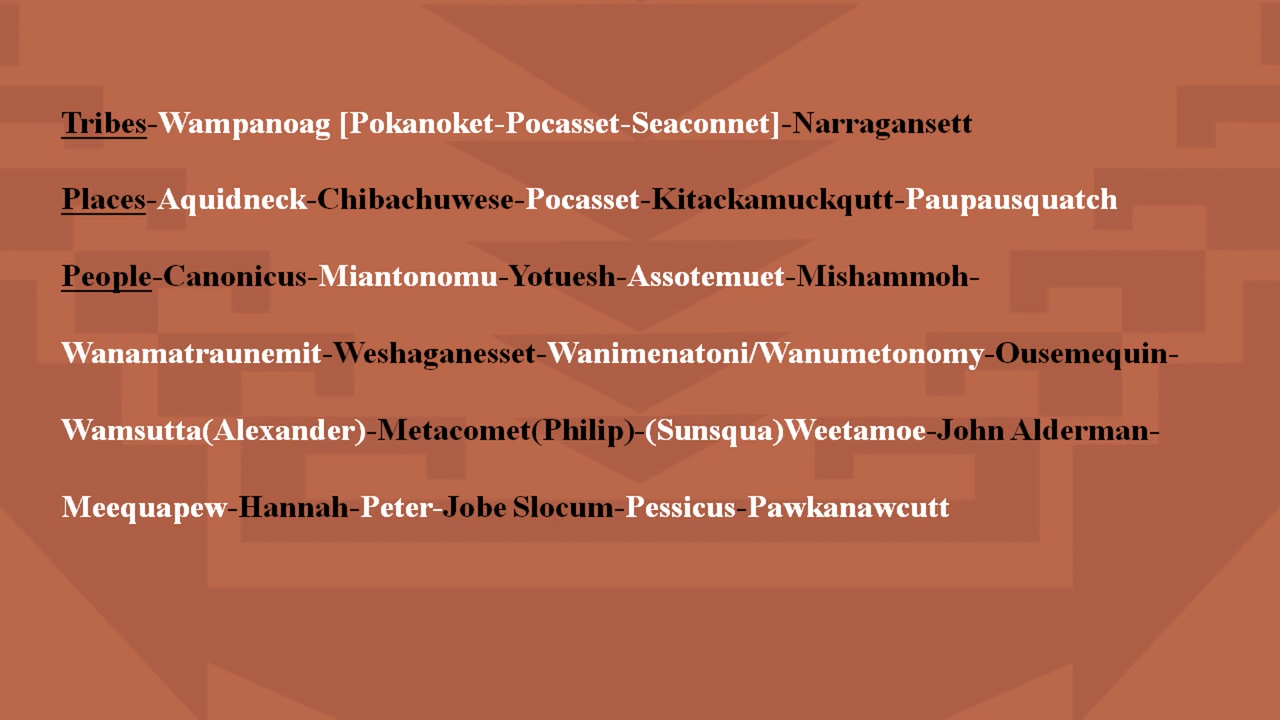 Tribes-Wampanoag [Pokanoket-Pocasset-Seaconnet]-Narragansett
Places-Aquidneck-Chibachuwese-Pocasset-Kitackamuckqutt-Paupausquatch
People-Canonicus-Miantonomu-Yotuesh-Assotemuet-Mishammoh-
Wanamatraunemit-Weshaganesset-Wanimenatoni/Wanumetonomy-Ousemequin-
Wamsutta(Alexander)-Metacomet(Philip)-(Sunsqua)Weetamoe-John Alderman-
Meequapew-Hannah-Peter-Jobe Slocum-Pessicus-Pawkanawcutt